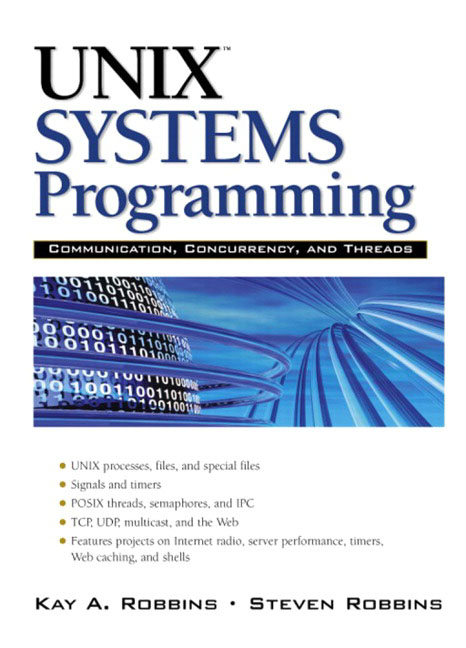 UNIX™
SYSTEMS
Programming
COMMUNICATION, CONCURRENCY, AND THREADS
• UNIX processes, files, and special files
• Signals and timers
• POSIX threads, semaphores, and IPC
• TCP, UDP, multicast, and the Web
• Features projects on Internet radio, server performance, timers,
Web caching, and shells
KAY A. ROBBINS • STEVEN ROBBINS